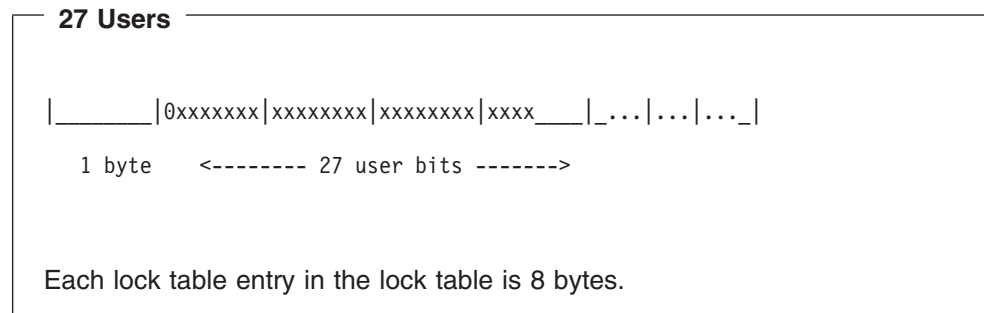 27 Users
|________|0xxxxxxx|xxxxxxxx|xxxxxxxx|xxxx____|_...|...|..._|
1 byte <-------- 27 user bits ------->
Each lock table entry in the lock table is 8 bytes.